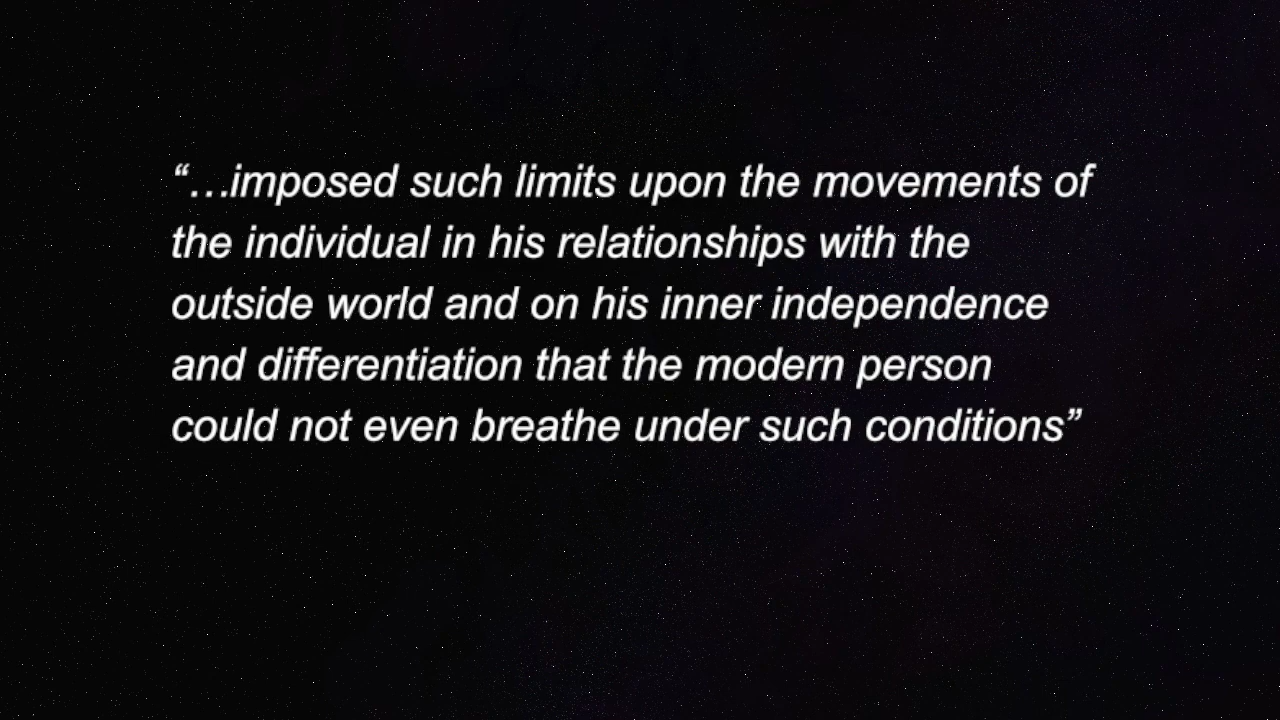 “…imposed such limits upon the movements of
the individual in his relationships with the
outside world and on his inner independence
and differentiation that the modern person
could not even breathe under such conditions”